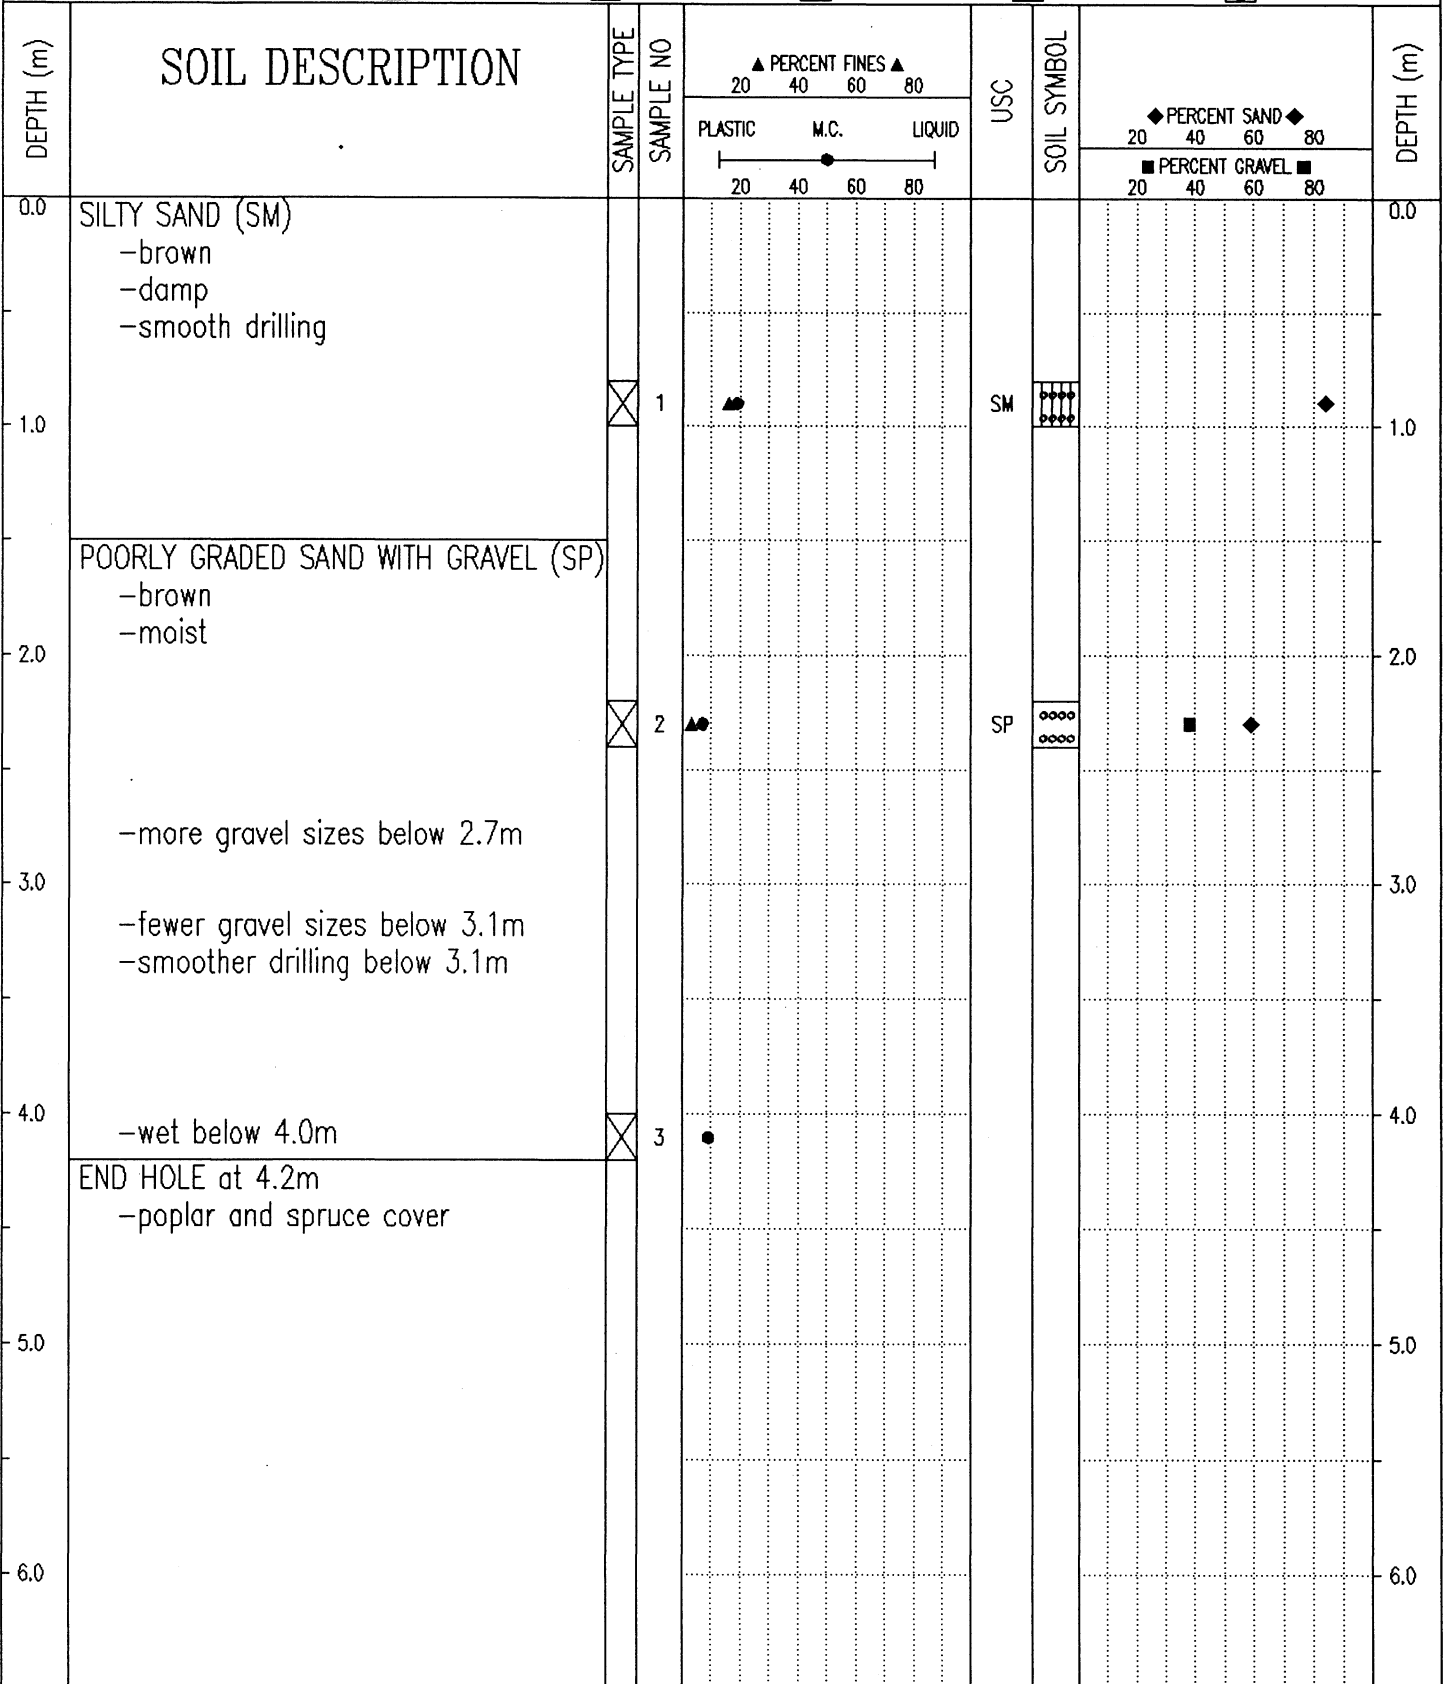 DEPTH (m)
SOIL DESCRIPTION
SAMPLE TYPE
SAMPLE NO
▲ PERCENT FINES ▲
20 40 60 80
PLASTIC M.C. LIQUID
20 40 60 80
USC
SOIL SYMBOL
◆ PERCENT SAND ◆
20 40 60 80
■ PERCENT GRAVEL ■
20 40 60 80
DEPTH (m)
0.0 SILTY SAND (SM) 0.0
-brown
-damp
-smooth drilling
1 SM
1.0 1.0
POORLY GRADED SAND WITH GRAVEL (SP)
-brown
-moist
2.0 2.0
2 SP
-more gravel sizes below 2.7m
3.0 3.0
-fewer gravel sizes below 3.1m
-smoother drilling below 3.1m
4.0 4.0
-wet below 4.0m 3
END HOLE at 4.2m
-poplar and spruce cover
5.0 5.0
6.0 6.0